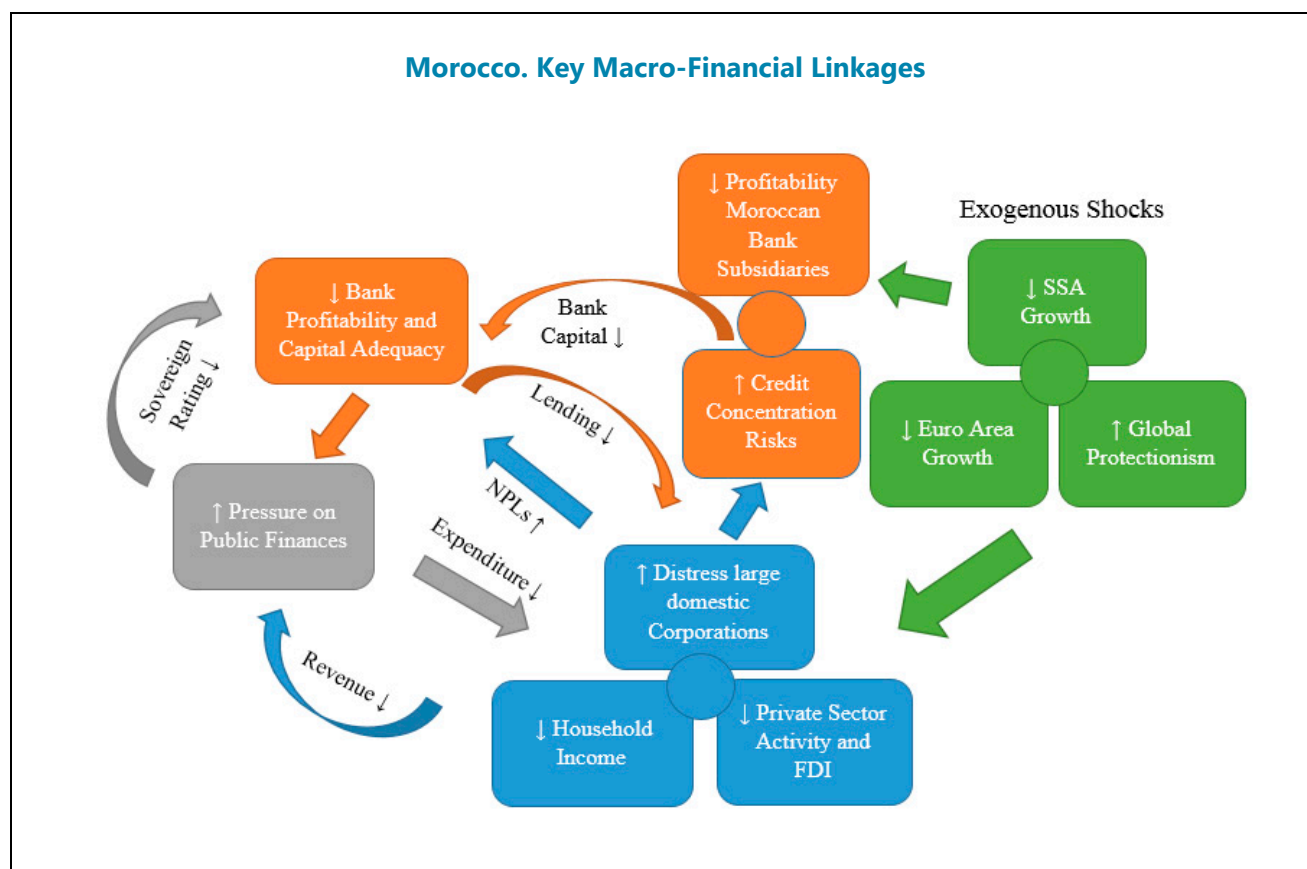 Morocco. Key Macro-Financial Linkages
↓ Profitability
Moroccan
Bank
Subsidiaries
Exogenous Shocks
↓ SSA
Growth
↓ Bank
Profitability and
Capital Adequacy
Bank
Capital ↓
Sovereign
Rating ↓
Lending ↓
↑ Credit
Concentration
Risks
↓ Euro Area
Growth
↑ Global
Protectionism
NPLs ↑
↑ Pressure on
Public Finances
Expenditure ↓
↑ Distress large
domestic
Corporations
Revenue ↓
↓ Household
Income
↓ Private Sector
Activity and
FDI